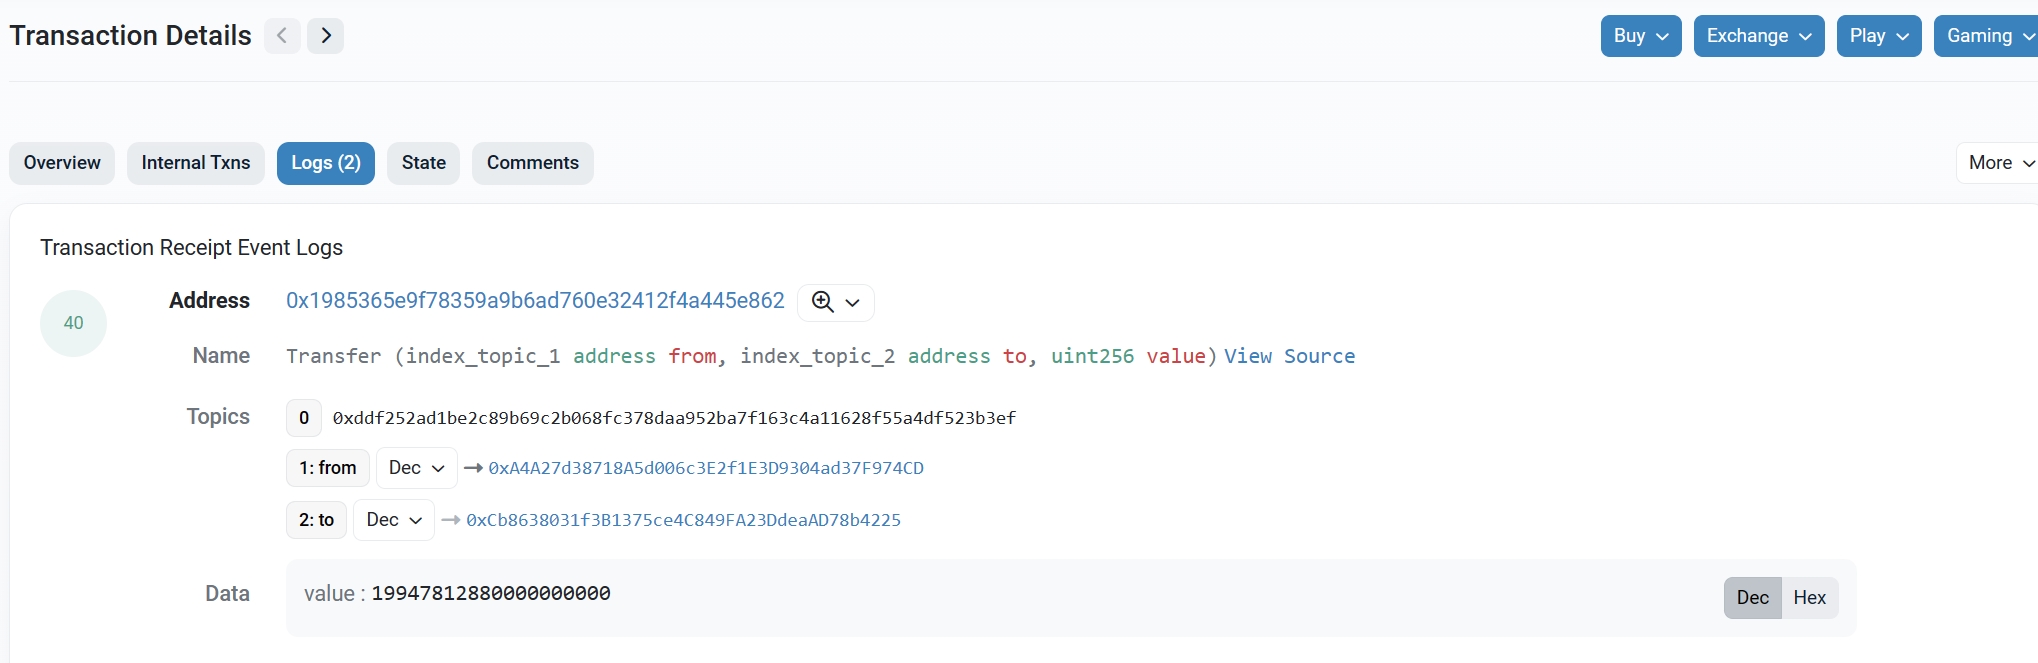 Transaction Details
Buy Exchange Play Gaming
Overview Internal Txns Logs (2) State Comments More
Transaction Receipt Event Logs
40
Address 0x1985365e9f78359a9b6ad760e32412f4a445e862
Name Transfer (index_topic_1 address from, index_topic_2 address to, uint256 value) View Source
Topics 0 0xddf252ad1be2c89b69c2b068fc378daa952ba7f163c4a11628f55a4df523b3ef
1: from Dec → 0xA4A27d38718A5d006c3E2f1E3D9304ad37F974CD
2: to Dec → 0xCb8638031f3B1375ce4C849FA23DdeaAD78b4225
Data value : 19947812880000000000 Dec Hex